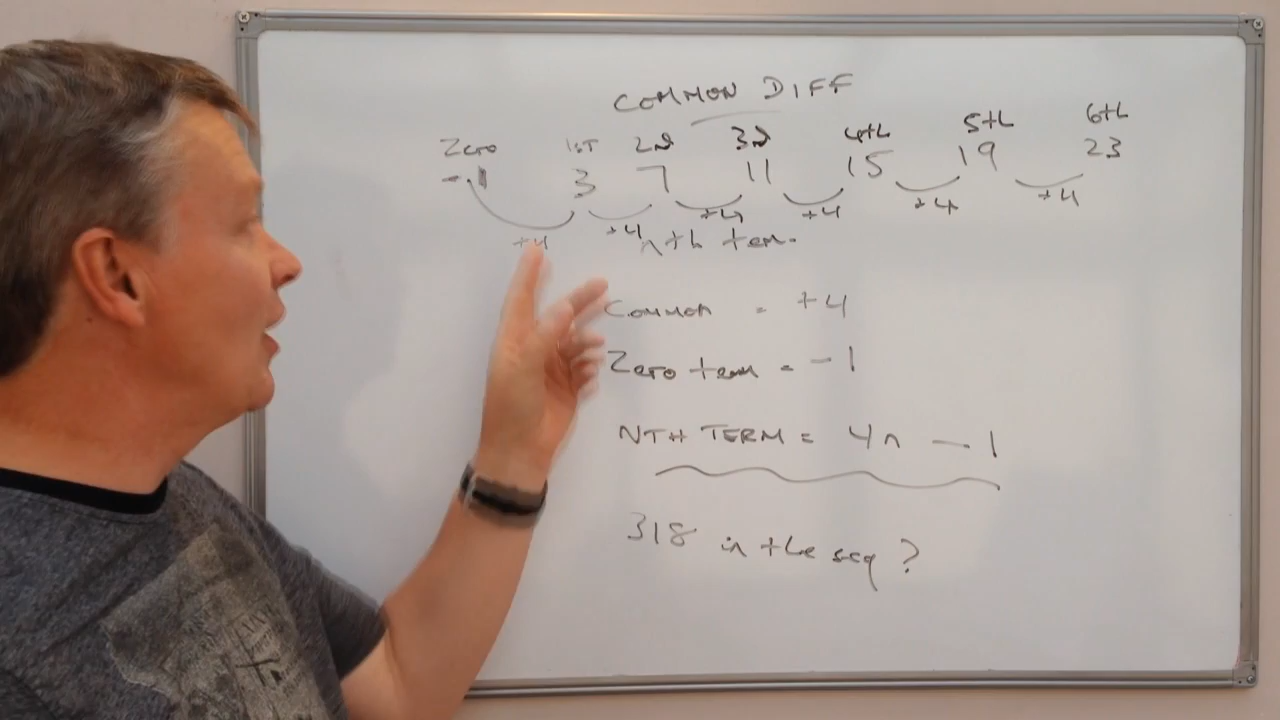 COMMON DIFF
Zero 1ST 2nd 3rd 4th 5th 6th
-1 3 7 11 15 19 23
+4 +4 +4 +4 +4 +4
nth term.
Common = +4
Zero term = -1
NTH TERM = 4n - 1
318 in the seq?